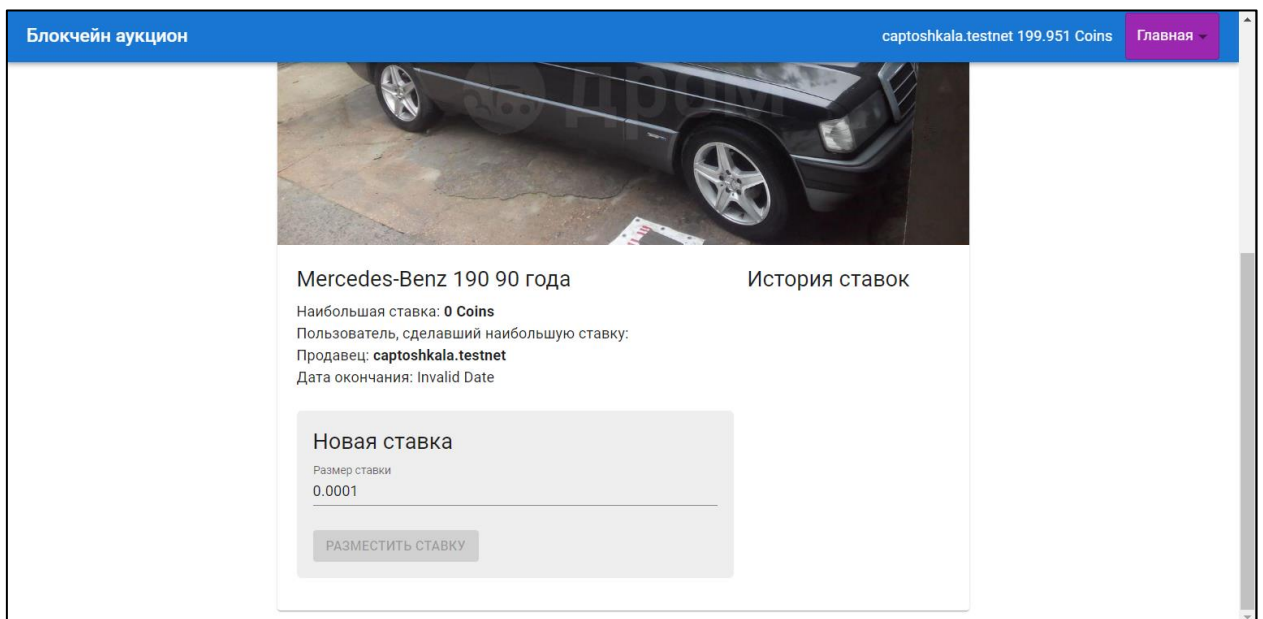 Блокчейн аукцион
captoshkala.testnet 199.951 Coins
Главная
Дром
Mercedes-Benz 190 90 года
История ставок
Наибольшая ставка: 0 Coins
Пользователь, сделавший наибольшую ставку:
Продавец: captoshkala.testnet
Дата окончания: Invalid Date
Новая ставка
Размер ставки
0.0001
РАЗМЕСТИТЬ СТАВКУ